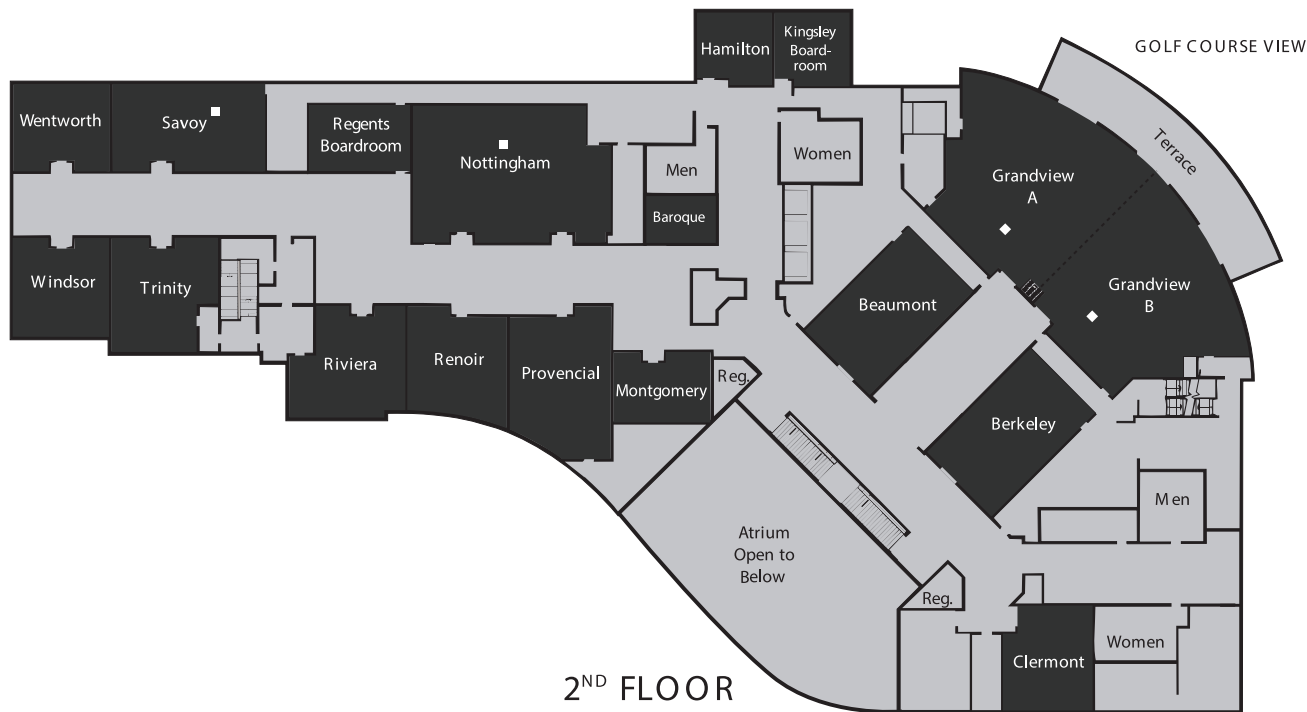 Hamilton
Kingsley
Board-
room
GOLF COURSE VIEW
Wentworth
Savoy
Regents
Boardroom
Nottingham
Men
Baroque
Women
Grandview
A
Terrace
Grandview
B
Windsor
Trinity
Beaumont
Riviera
Renoir
Provencial
Montgomery
Reg.
Berkeley
Men
Atrium
Open to
Below
Reg.
Clermont
Women
2ND FLOOR